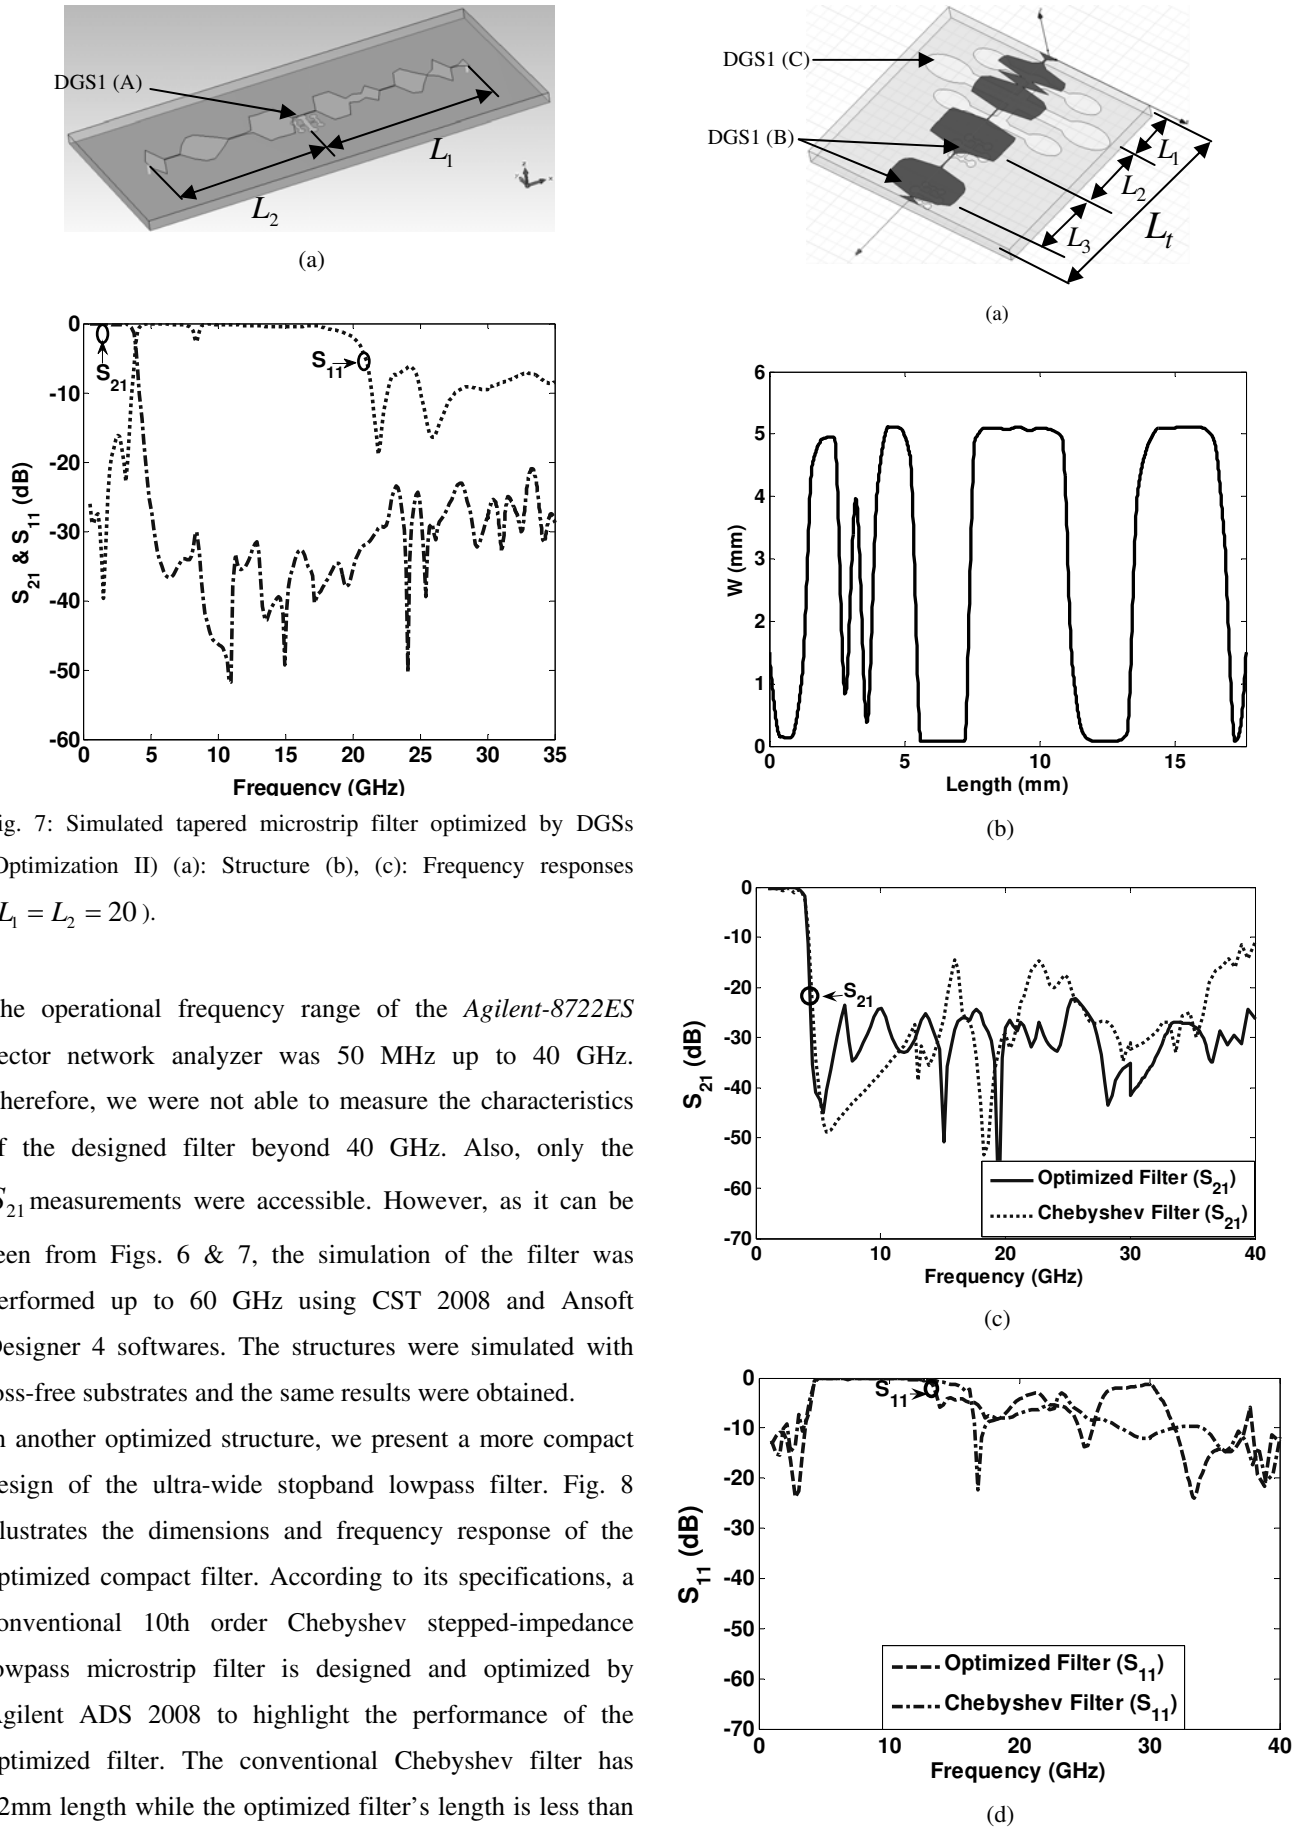 DGS1 (A)
L1
L2
(a)
0
-10
-20
-30
-40
-50
-60
S21 & S11 (dB)
S21
S11
0 5 10 15 20 25 30 35
Frequency (GHz)
ig. 7: Simulated tapered microstrip filter optimized by DGSs
Optimization II) (a): Structure (b), (c): Frequency responses
L1 = L2 = 20 ).
he operational frequency range of the Agilent-8722ES
ector network analyzer was 50 MHz up to 40 GHz.
herefore, we were not able to measure the characteristics
f the designed filter beyond 40 GHz. Also, only the
S21 measurements were accessible. However, as it can be
een from Figs. 6 & 7, the simulation of the filter was
erformed up to 60 GHz using CST 2008 and Ansoft
Designer 4 softwares. The structures were simulated with
oss-free substrates and the same results were obtained.
n another optimized structure, we present a more compact
esign of the ultra-wide stopband lowpass filter. Fig. 8
lustrates the dimensions and frequency response of the
ptimized compact filter. According to its specifications, a
onventional 10th order Chebyshev stepped-impedance
owpass microstrip filter is designed and optimized by
Agilent ADS 2008 to highlight the performance of the
ptimized filter. The conventional Chebyshev filter has
2mm length while the optimized filter's length is less than
DGS1 (C)
DGS1 (B)
L1
L2
L3
Lt
(a)
6
5
4
3
2
1
0
W (mm)
0 5 10 15
Length (mm)
(b)
0
-10
-20
-30
-40
-50
-60
-70
S21 (dB)
S21
Optimized Filter (S21)
Chebyshev Filter (S21)
0 10 20 30 40
Frequency (GHz)
(c)
0
-10
-20
-30
-40
-50
-60
-70
S11 (dB)
S11
Optimized Filter (S11)
Chebyshev Filter (S11)
0 10 20 30 40
Frequency (GHz)
(d)